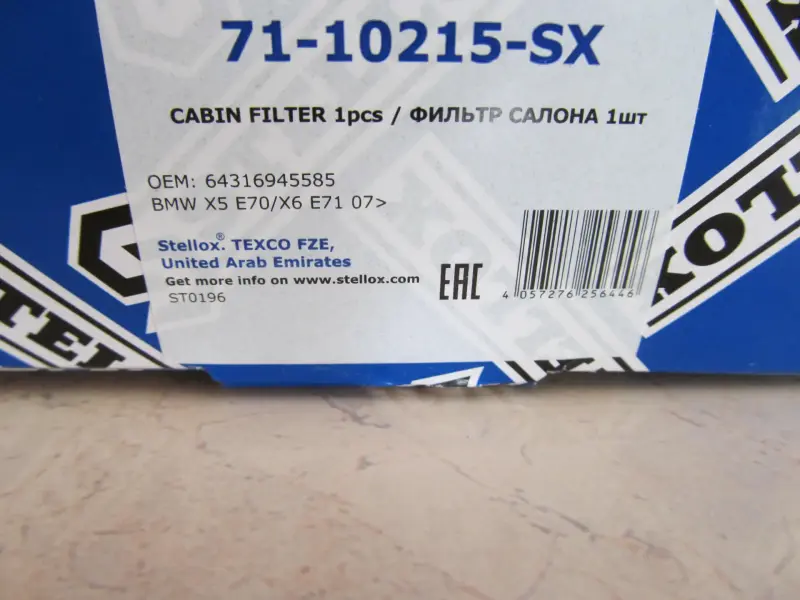 71-10215-SX
CABIN FILTER 1pcs / ФИЛЬТР САЛОНА 1шт
OEM: 64316945585
BMW X5 E70/X6 E71 07>
Stellox® TEXCO FZE,
United Arab Emirates
Get more info on www.stellox.com
ST0196
EAC
4 057276 256446